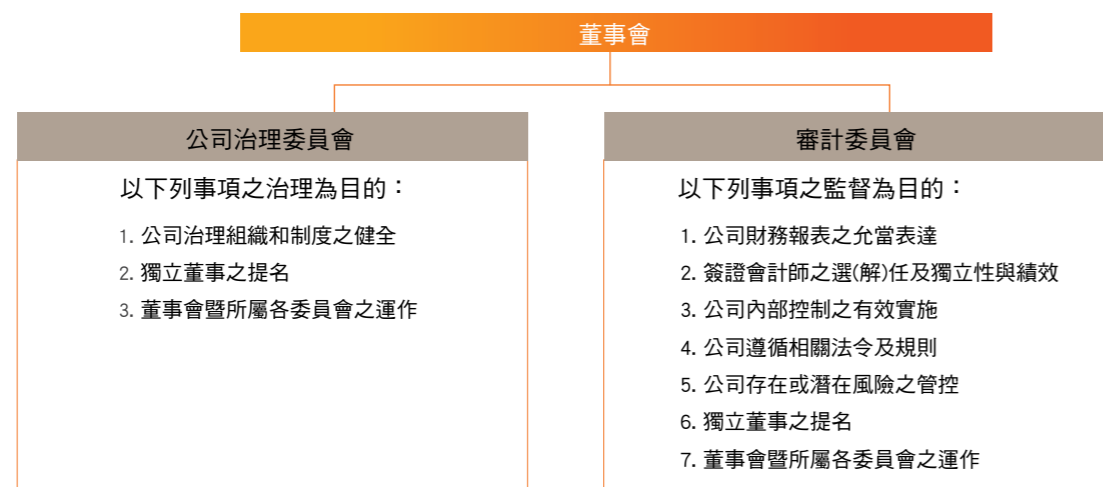 董事會
公司治理委員會
以下列事項之治理為目的：
1. 公司治理組織和制度之健全
2. 獨立董事之提名
3. 董事會暨所屬各委員會之運作
審計委員會
以下列事項之監督為目的：
1. 公司財務報表之允當表達
2. 簽證會計師之選(解)任及獨立性與績效
3. 公司內部控制之有效實施
4. 公司遵循相關法令及規則
5. 公司存在或潛在風險之管控
6. 獨立董事之提名
7. 董事會暨所屬各委員會之運作